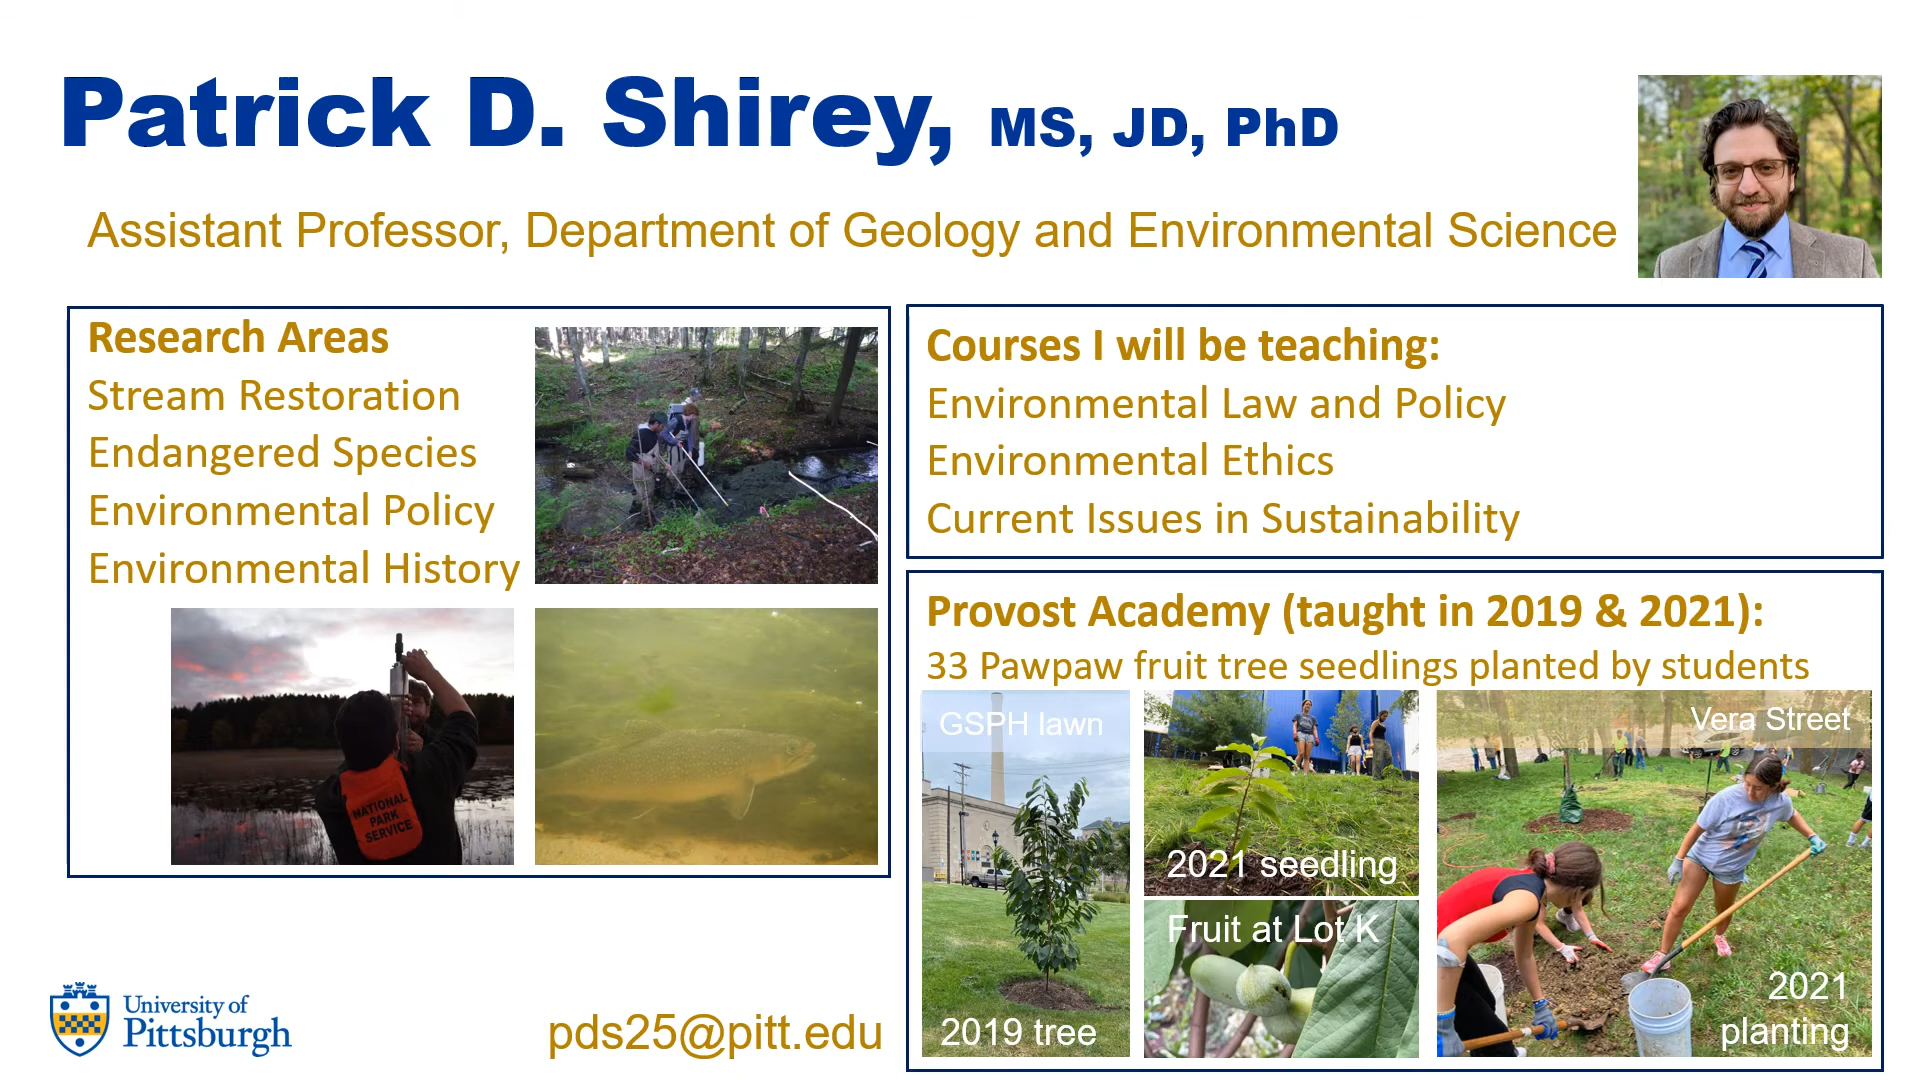 Patrick D. Shirey, MS, JD, PhD
Assistant Professor, Department of Geology and Environmental Science
Research Areas
Stream Restoration
Endangered Species
Environmental Policy
Environmental History
NATIONAL
PARK
SERVICE
Courses I will be teaching:
Environmental Law and Policy
Environmental Ethics
Current Issues in Sustainability
Provost Academy (taught in 2019 & 2021):
33 Pawpaw fruit tree seedlings planted by students
GSPH lawn
2019 tree
2021 seedling
Fruit at Lot K
Vera Street
2021
planting
University of
Pittsburgh
pds25@pitt.edu